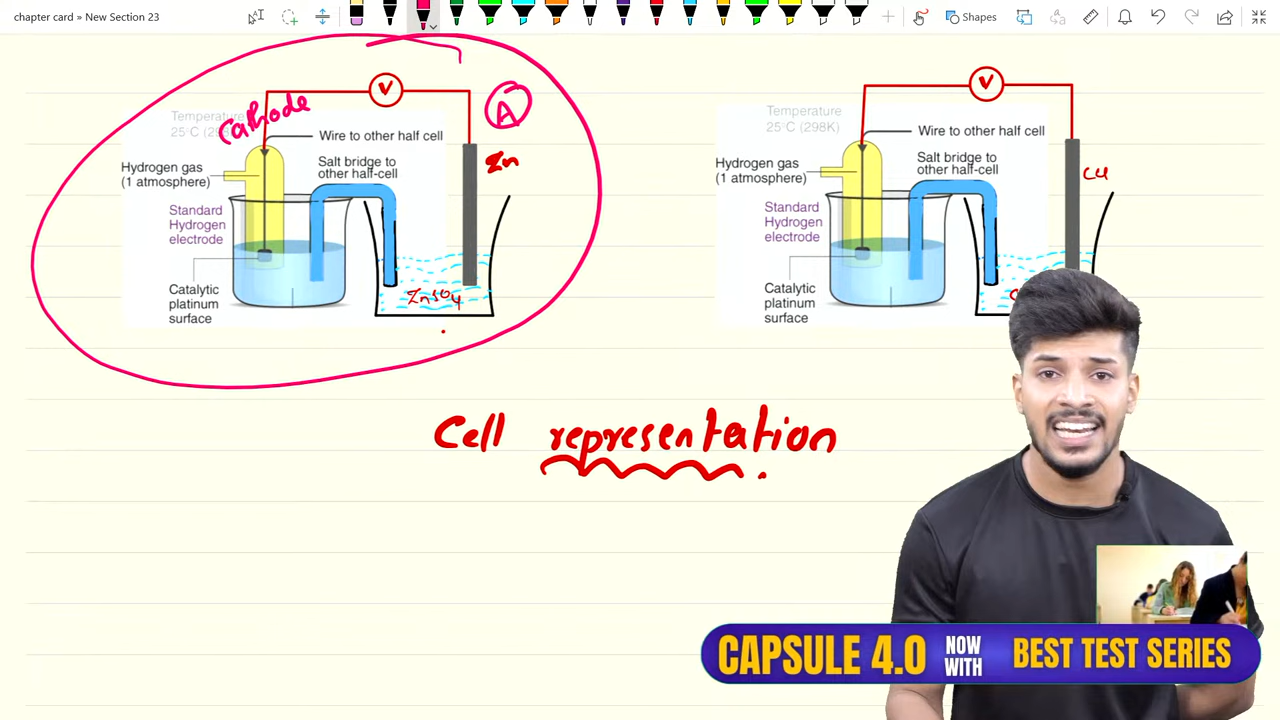 chapter card » New Section 23
Shapes
V
A
Cathode
Temperature
25°C (298K)
Wire to other half cell
Hydrogen gas
(1 atmosphere)
Salt bridge to
other half-cell
Zn
Standard
Hydrogen
electrode
Catalytic
platinum
surface
ZnSO4
V
Temperature
25°C (298K)
Wire to other half cell
Hydrogen gas
(1 atmosphere)
Salt bridge to
other half-cell
Cu
Standard
Hydrogen
electrode
Catalytic
platinum
surface
Cell representation
CAPSULE 4.0 NOW WITH BEST TEST SERIES